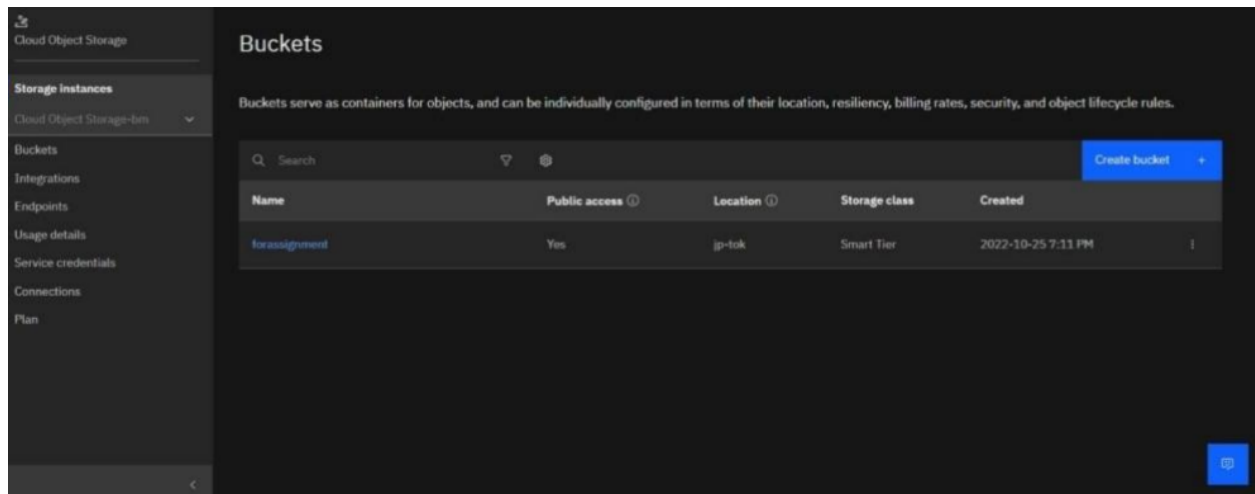 Cloud Object Storage
Storage instances
Cloud Object Storage-bm
Buckets
Integrations
Endpoints
Usage details
Service credentials
Connections
Plan
Buckets
Buckets serve as containers for objects, and can be individually configured in terms of their location, resiliency, billing rates, security, and object lifecycle rules.
Search
Create bucket +
Name Public access Location Storage class Created
forassignment Yes jp-tok Smart Tier 2022-10-25 7:11 PM